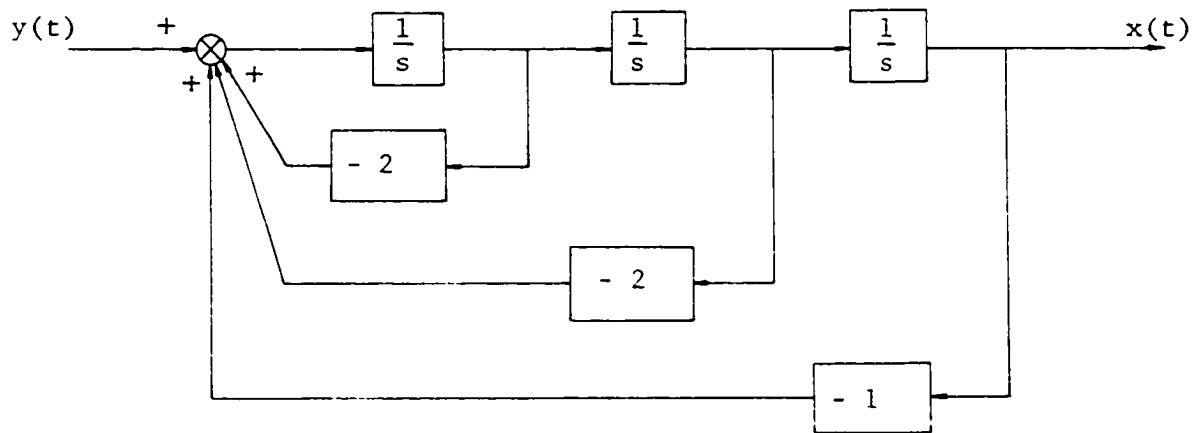 y(t) + 1/s 1/s 1/s x(t)
+ +
- 2
- 2
- 1